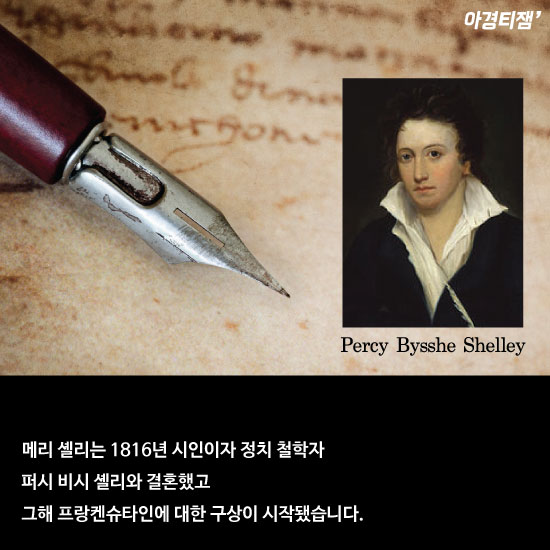 아경티잼’
Percy Bysshe Shelley
메리 셸리는 1816년 시인이자 정치 철학자
퍼시 비시 셸리와 결혼했고
그해 프랑켄슈타인에 대한 구상이 시작됐습니다.